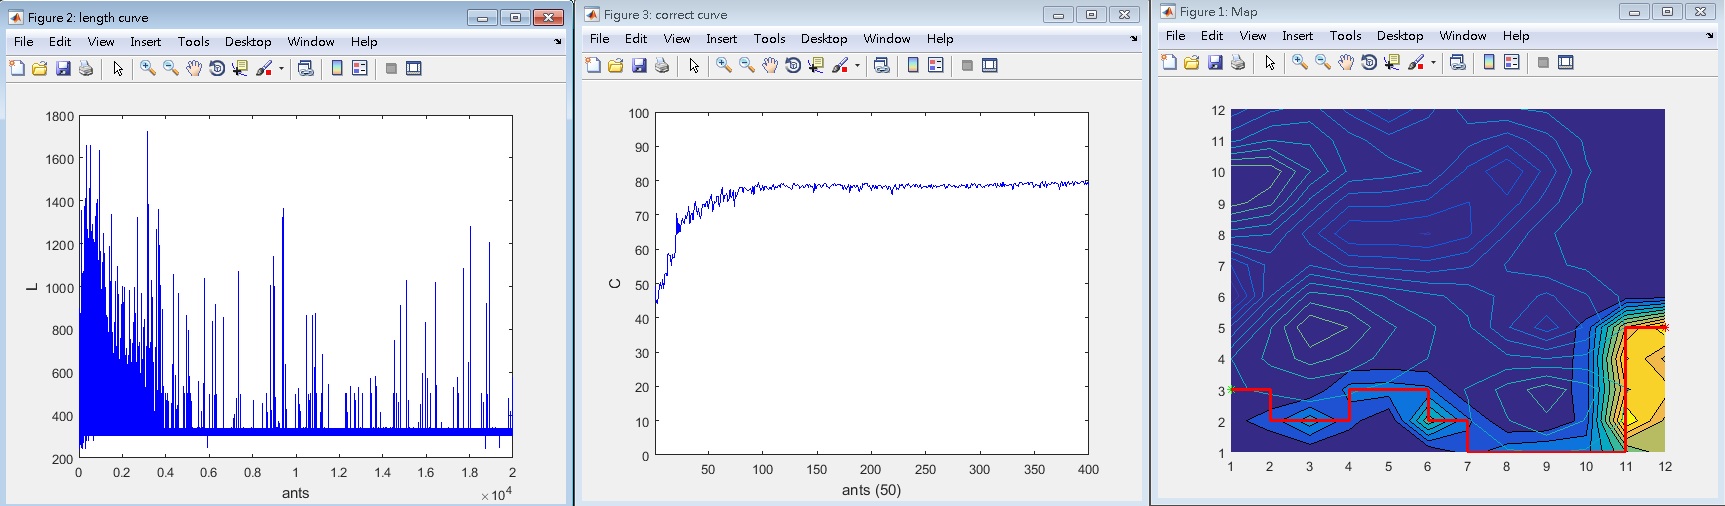 Figure 2: length curve
File Edit View Insert Tools Desktop Window Help
1800
1600
1400
1200
1000
800
600
400
200
L
0 0.2 0.4 0.6 0.8 1 1.2 1.4 1.6 1.8 2
ants
× 10^4
Figure 3: correct curve
File Edit View Insert Tools Desktop Window Help
100
90
80
70
60
50
40
30
20
10
0
C
50 100 150 200 250 300 350 400
ants (50)
Figure 1: Map
File Edit View Insert Tools Desktop Window Help
12
11
10
9
8
7
6
5
4
3
2
1
1 2 3 4 5 6 7 8 9 10 11 12